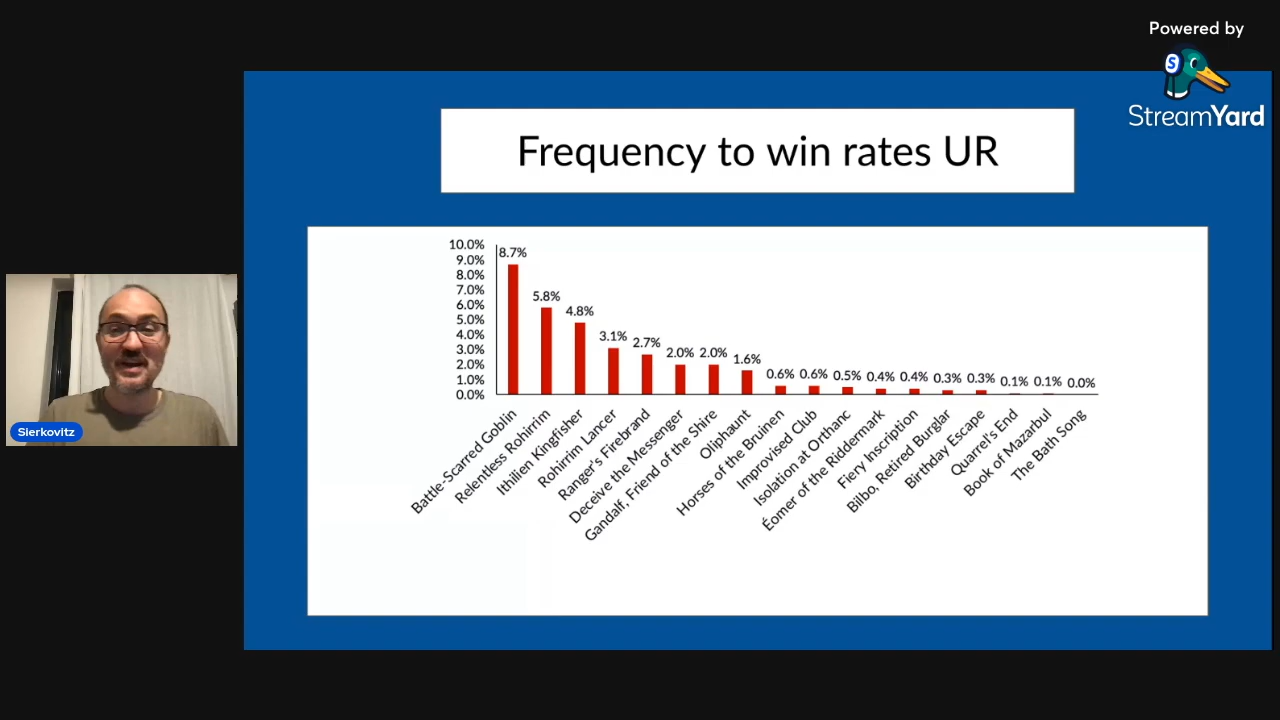 Powered by
S
StreamYard
Frequency to win rates UR
10.0%
9.0%
8.0%
7.0%
6.0%
5.0%
4.0%
3.0%
2.0%
1.0%
0.0%
8.7%
5.8%
4.8%
3.1%
2.7%
2.0%
2.0%
1.6%
0.6%
0.6%
0.5%
0.4%
0.4%
0.3%
0.3%
0.1%
0.1%
0.0%
Battle-Scarred Goblin
Relentless Rohirrim
Ithilien Kingfisher
Rohirrim Lancer
Ranger's Firebrand
Deceive the Messenger
Gandalf, Friend of the Shire
Oliphaunt
Horses of the Bruinen
Improvised Club
Isolation at Orthanc
Éomer of the Riddermark
Fiery Inscription
Bilbo, Retired Burglar
Birthday Escape
Quarrel's End
Book of Mazarbul
The Bath Song
Sierkovitz